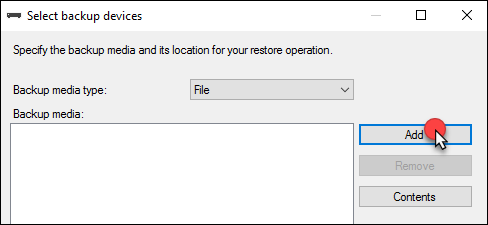 Select backup devices
Specify the backup media and its location for your restore operation.
Backup media type:
File
Backup media:
Add
Remove
Contents